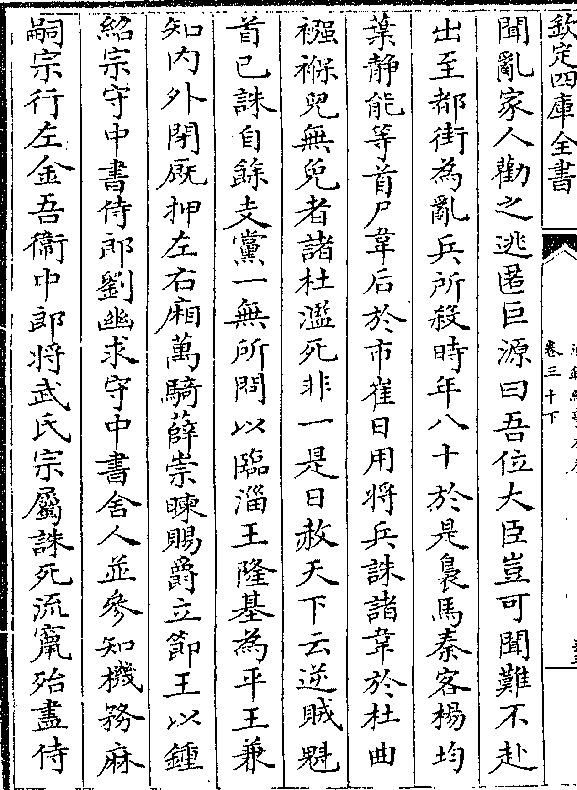 欽定四庫全書
卷三十下
聞亂家人勸之逃匿巨源曰吾位大臣豈可聞難不赴
出至都街為亂兵所殺時年八十於是梟馬秦客楊均
葉静能等首尸韋后於市崔日用將兵誅諸韋於杜曲
襁褓兒無免者諸杜濫死非一是日赦天下云逆賊魁
首已誅自餘支黨一無所問以臨淄王隆基為平王兼
知内外閑厩押左右厢萬騎薛崇暕賜爵立節王以鍾
紹宗守中書侍郎劉幽求守中書舍人並參知機務麻
嗣宗行左金吾衞中郎將武氏宗屬誅死流竄殆盡侍